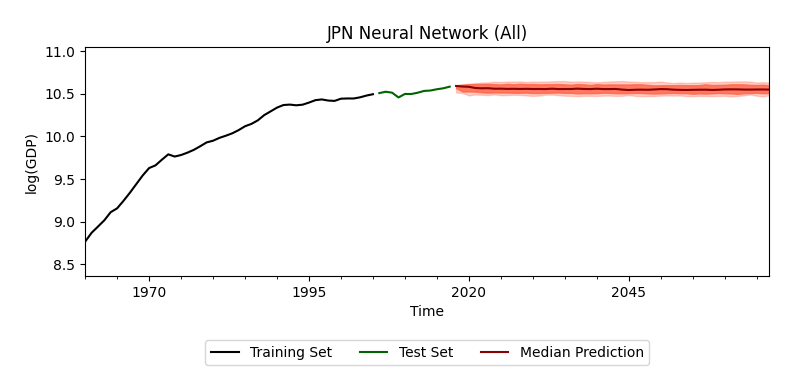 JPN Neural Network (All)
11.0
10.5
10.0
9.5
9.0
8.5
log(GDP)
1970 1995 2020 2045
Time
Training Set Test Set Median Prediction